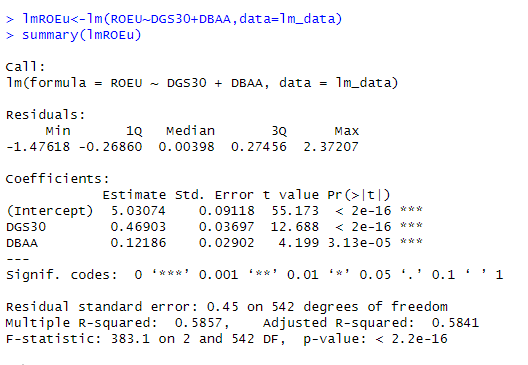 > lmROEu<-lm(ROEU~DGS30+DBAA,data=lm_data)
> summary(lmROEu)
Call:
lm(formula = ROEU ~ DGS30 + DBAA, data = lm_data)
Residuals:
     Min       1Q   Median       3Q      Max
-1.47618 -0.26860  0.00398  0.27456  2.37207
Coefficients:
            Estimate Std. Error t value Pr(>|t|)
(Intercept)  5.03074    0.09118  55.173  < 2e-16 ***
DGS30        0.46903    0.03697  12.688  < 2e-16 ***
DBAA         0.12186    0.02902   4.199 3.13e-05 ***
---
Signif. codes:  0 ‘***’ 0.001 ‘**’ 0.01 ‘*’ 0.05 ‘.’ 0.1 ‘ ’ 1
Residual standard error: 0.45 on 542 degrees of freedom
Multiple R-squared:  0.5857,    Adjusted R-squared:  0.5841
F-statistic: 383.1 on 2 and 542 DF,  p-value: < 2.2e-16